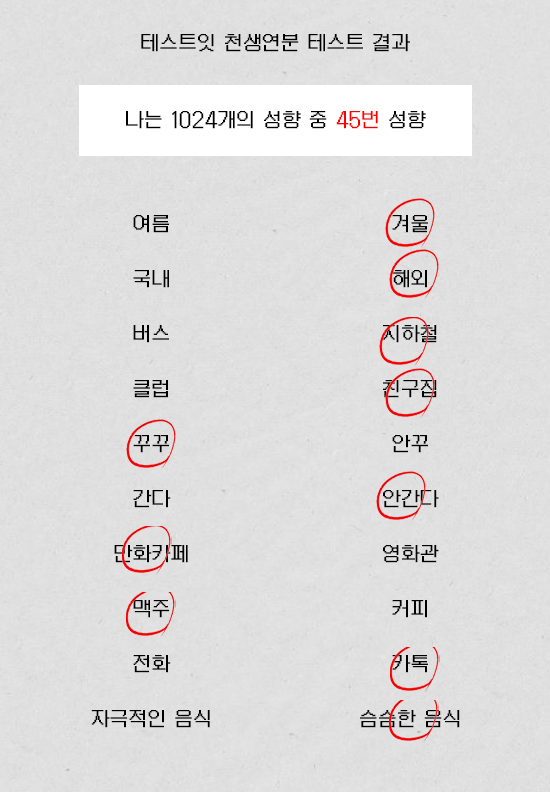 테스트잇 천생연분 테스트 결과
나는 1024개의 성향 중 45번 성향
여름 겨울
국내 해외
버스 지하철
클럽 친구집
꾸꾸 안꾸
간다 안간다
만화카페 영화관
맥주 커피
전화 카톡
자극적인 음식 슴슴한 음식